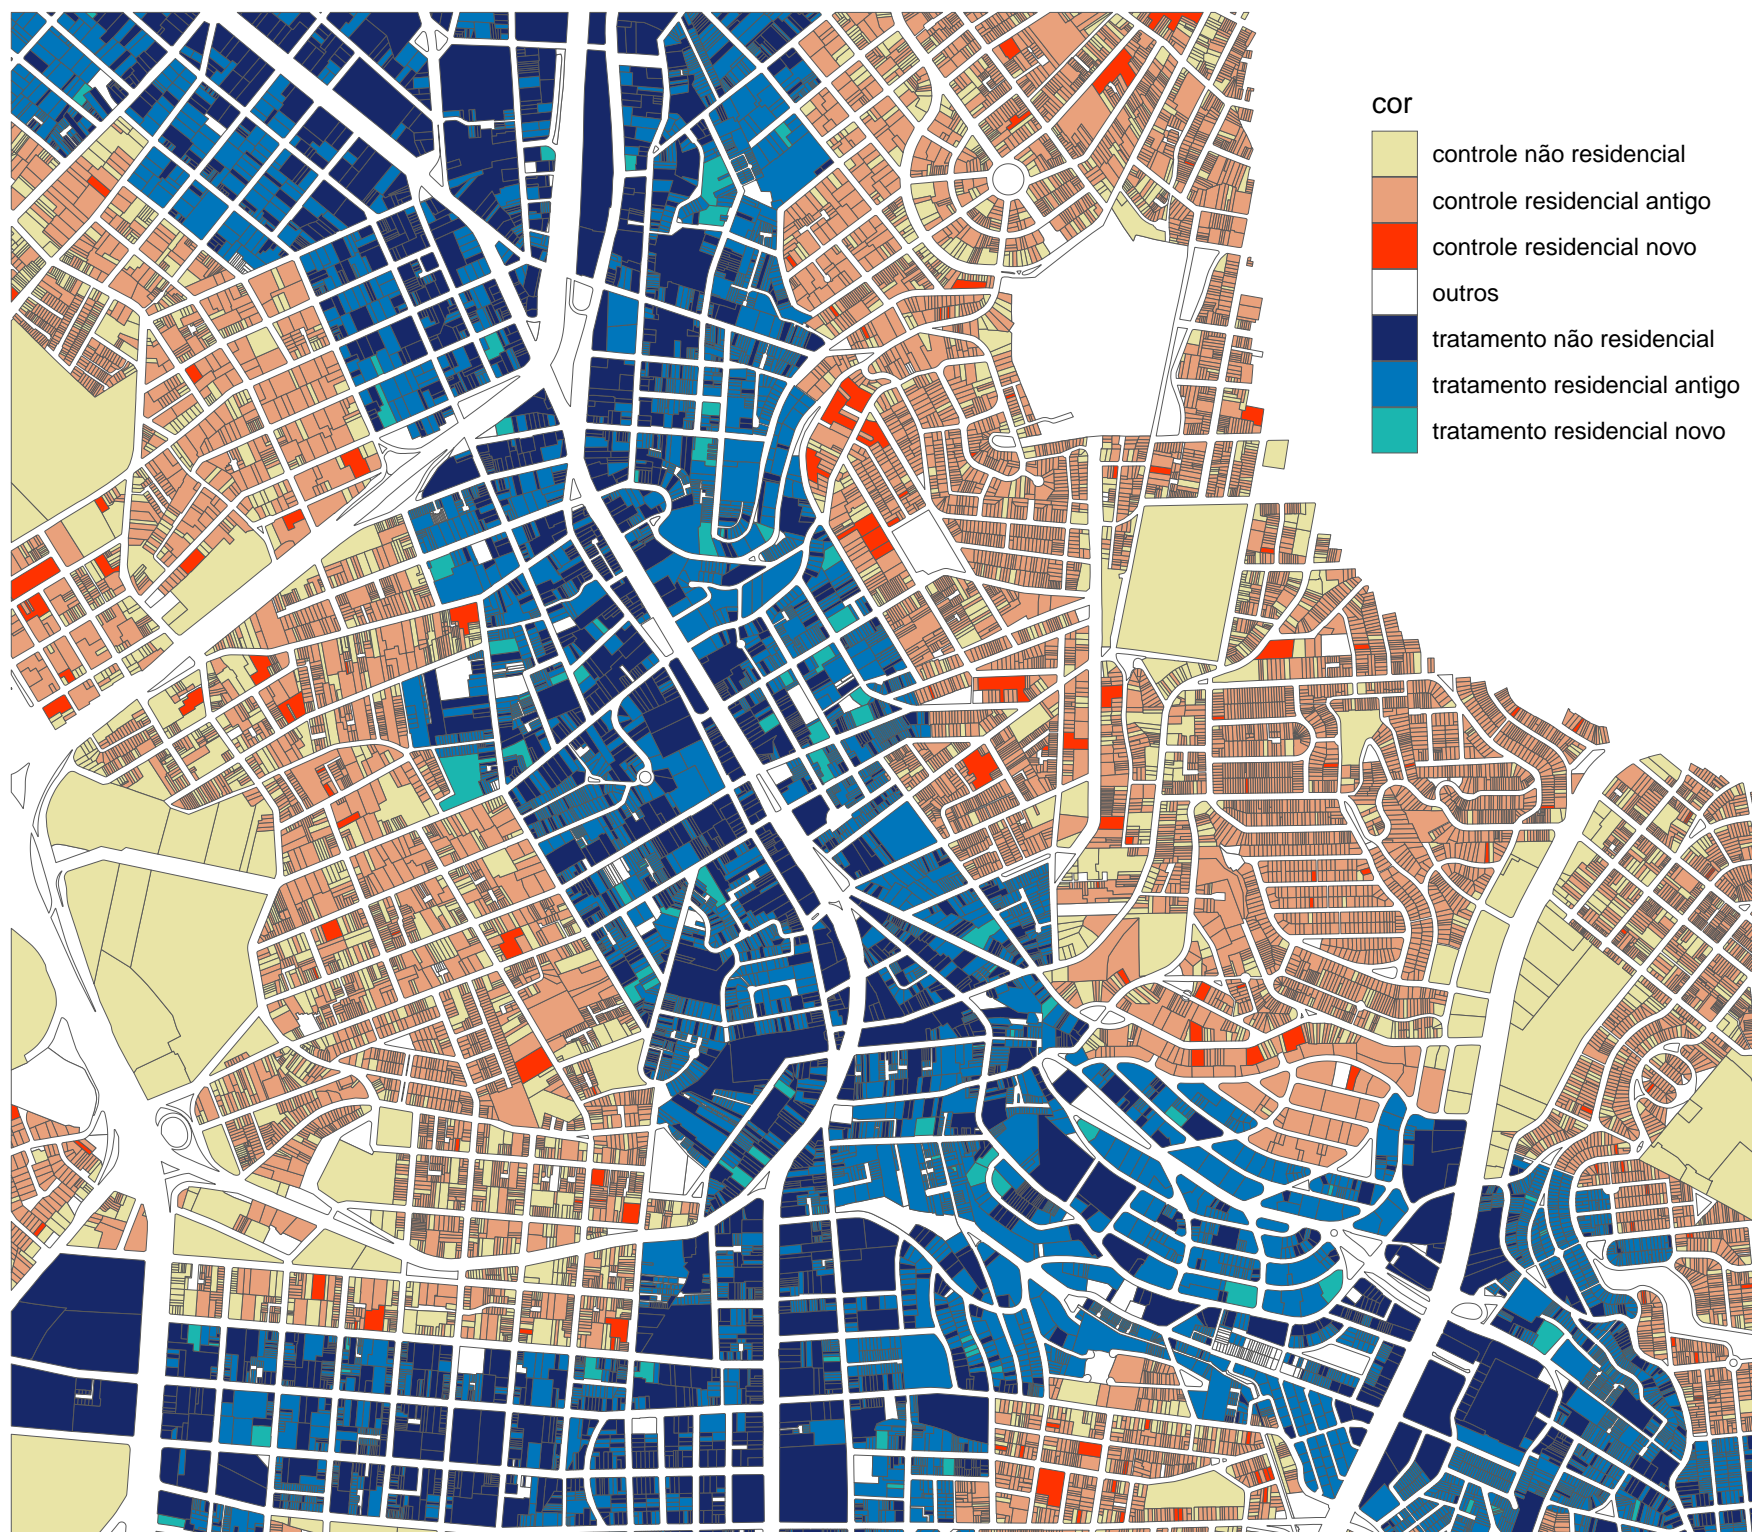 cor
controle não residencial
controle residencial antigo
controle residencial novo
outros
tratamento não residencial
tratamento residencial antigo
tratamento residencial novo